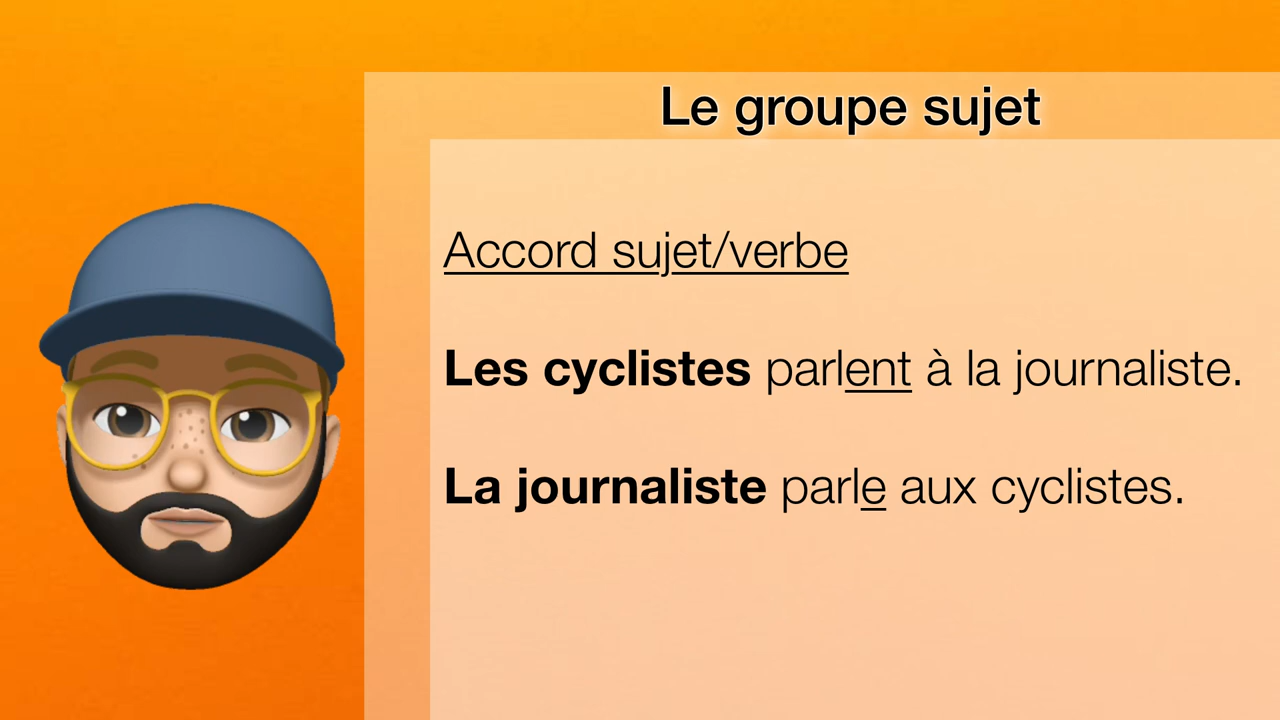 Le groupe sujet
Accord sujet/verbe
Les cyclistes parlent à la journaliste.
La journaliste parle aux cyclistes.